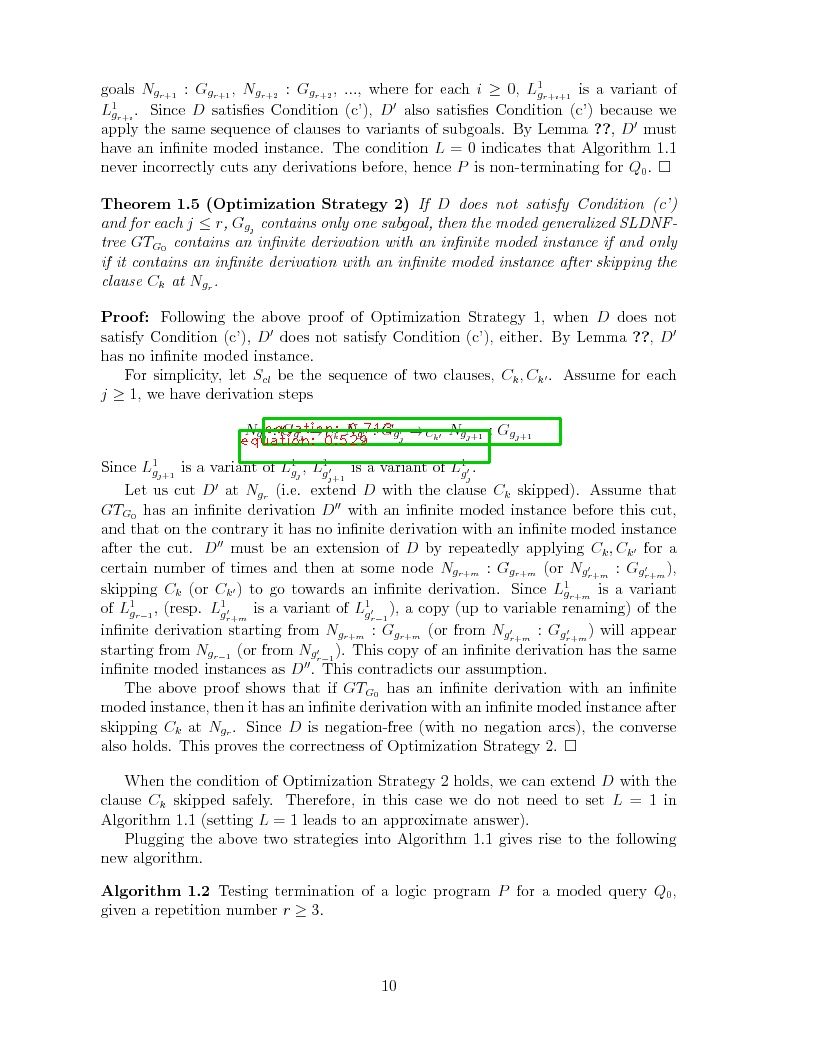 goals N_{g_{r+1}} : G_{g_{r+1}}, N_{g_{r+2}} : G_{g_{r+2}}, ..., where for each i ≥ 0, L^1_{g_{r+i+1}} is a variant of
L^1_{g_{r+i}}. Since D satisfies Condition (c'), D′ also satisfies Condition (c') because we
apply the same sequence of clauses to variants of subgoals. By Lemma ??, D′ must
have an infinite moded instance. The condition L = 0 indicates that Algorithm 1.1
never incorrectly cuts any derivations before, hence P is non-terminating for Q_0. □
Theorem 1.5 (Optimization Strategy 2) If D does not satisfy Condition (c')
and for each j ≤ r, G_{g_j} contains only one subgoal, then the moded generalized SLDNF-
tree GT_{G_0} contains an infinite derivation with an infinite moded instance if and only
if it contains an infinite derivation with an infinite moded instance after skipping the
clause C_k at N_{g_r}.
Proof: Following the above proof of Optimization Strategy 1, when D does not
satisfy Condition (c'), D′ does not satisfy Condition (c'), either. By Lemma ??, D′
has no infinite moded instance.
For simplicity, let S_{cl} be the sequence of two clauses, C_k, C_{k′}. Assume for each
j ≥ 1, we have derivation steps
equation: 0.713
→_{C_{k′}} N_{g_{j+1}} : G_{g_{j+1}}
equation: 0.529
Since L^1_{g_{j+1}} is a variant of L^1_{g_j}, L^1_{g′_{j+1}} is a variant of L^1_{g′_j}.
Let us cut D′ at N_{g_r} (i.e. extend D with the clause C_k skipped). Assume that
GT_{G_0} has an infinite derivation D″ with an infinite moded instance before this cut,
and that on the contrary it has no infinite derivation with an infinite moded instance
after the cut. D″ must be an extension of D by repeatedly applying C_k, C_{k′} for a
certain number of times and then at some node N_{g_{r+m}} : G_{g_{r+m}} (or N_{g′_{r+m}} : G_{g′_{r+m}}),
skipping C_k (or C_{k′}) to go towards an infinite derivation. Since L^1_{g_{r+m}} is a variant
of L^1_{g_{r−1}}, (resp. L^1_{g′_{r+m}} is a variant of L^1_{g′_{r−1}}), a copy (up to variable renaming) of the
infinite derivation starting from N_{g_{r+m}} : G_{g_{r+m}} (or from N_{g′_{r+m}} : G_{g′_{r+m}}) will appear
starting from N_{g_{r−1}} (or from N_{g′_{r−1}}). This copy of an infinite derivation has the same
infinite moded instances as D″. This contradicts our assumption.
The above proof shows that if GT_{G_0} has an infinite derivation with an infinite
moded instance, then it has an infinite derivation with an infinite moded instance after
skipping C_k at N_{g_r}. Since D is negation-free (with no negation arcs), the converse
also holds. This proves the correctness of Optimization Strategy 2. □
When the condition of Optimization Strategy 2 holds, we can extend D with the
clause C_k skipped safely. Therefore, in this case we do not need to set L = 1 in
Algorithm 1.1 (setting L = 1 leads to an approximate answer).
Plugging the above two strategies into Algorithm 1.1 gives rise to the following
new algorithm.
Algorithm 1.2 Testing termination of a logic program P for a moded query Q_0,
given a repetition number r ≥ 3.
10